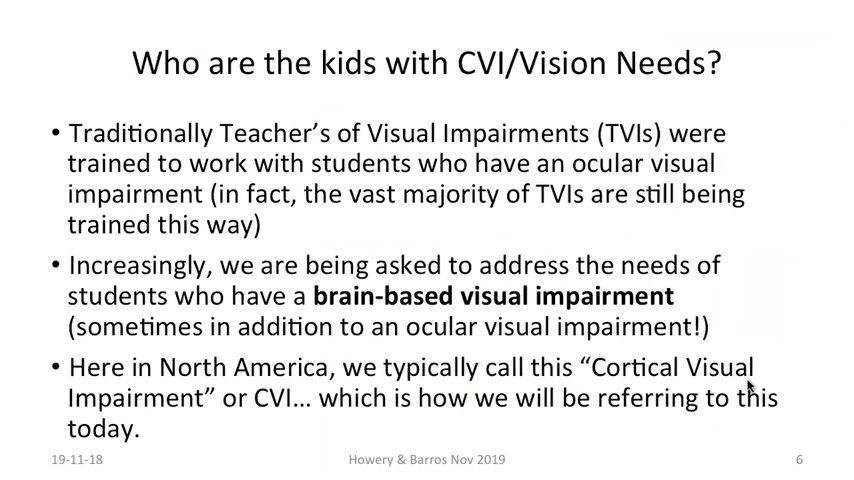 Who are the kids with CVI/Vision Needs?
• Traditionally Teacher’s of Visual Impairments (TVIs) were
trained to work with students who have an ocular visual
impairment (in fact, the vast majority of TVIs are still being
trained this way)
• Increasingly, we are being asked to address the needs of
students who have a brain-based visual impairment
(sometimes in addition to an ocular visual impairment!)
• Here in North America, we typically call this “Cortical Visual
Impairment” or CVI… which is how we will be referring to this
today.
19-11-18
Howery & Barros Nov 2019
6